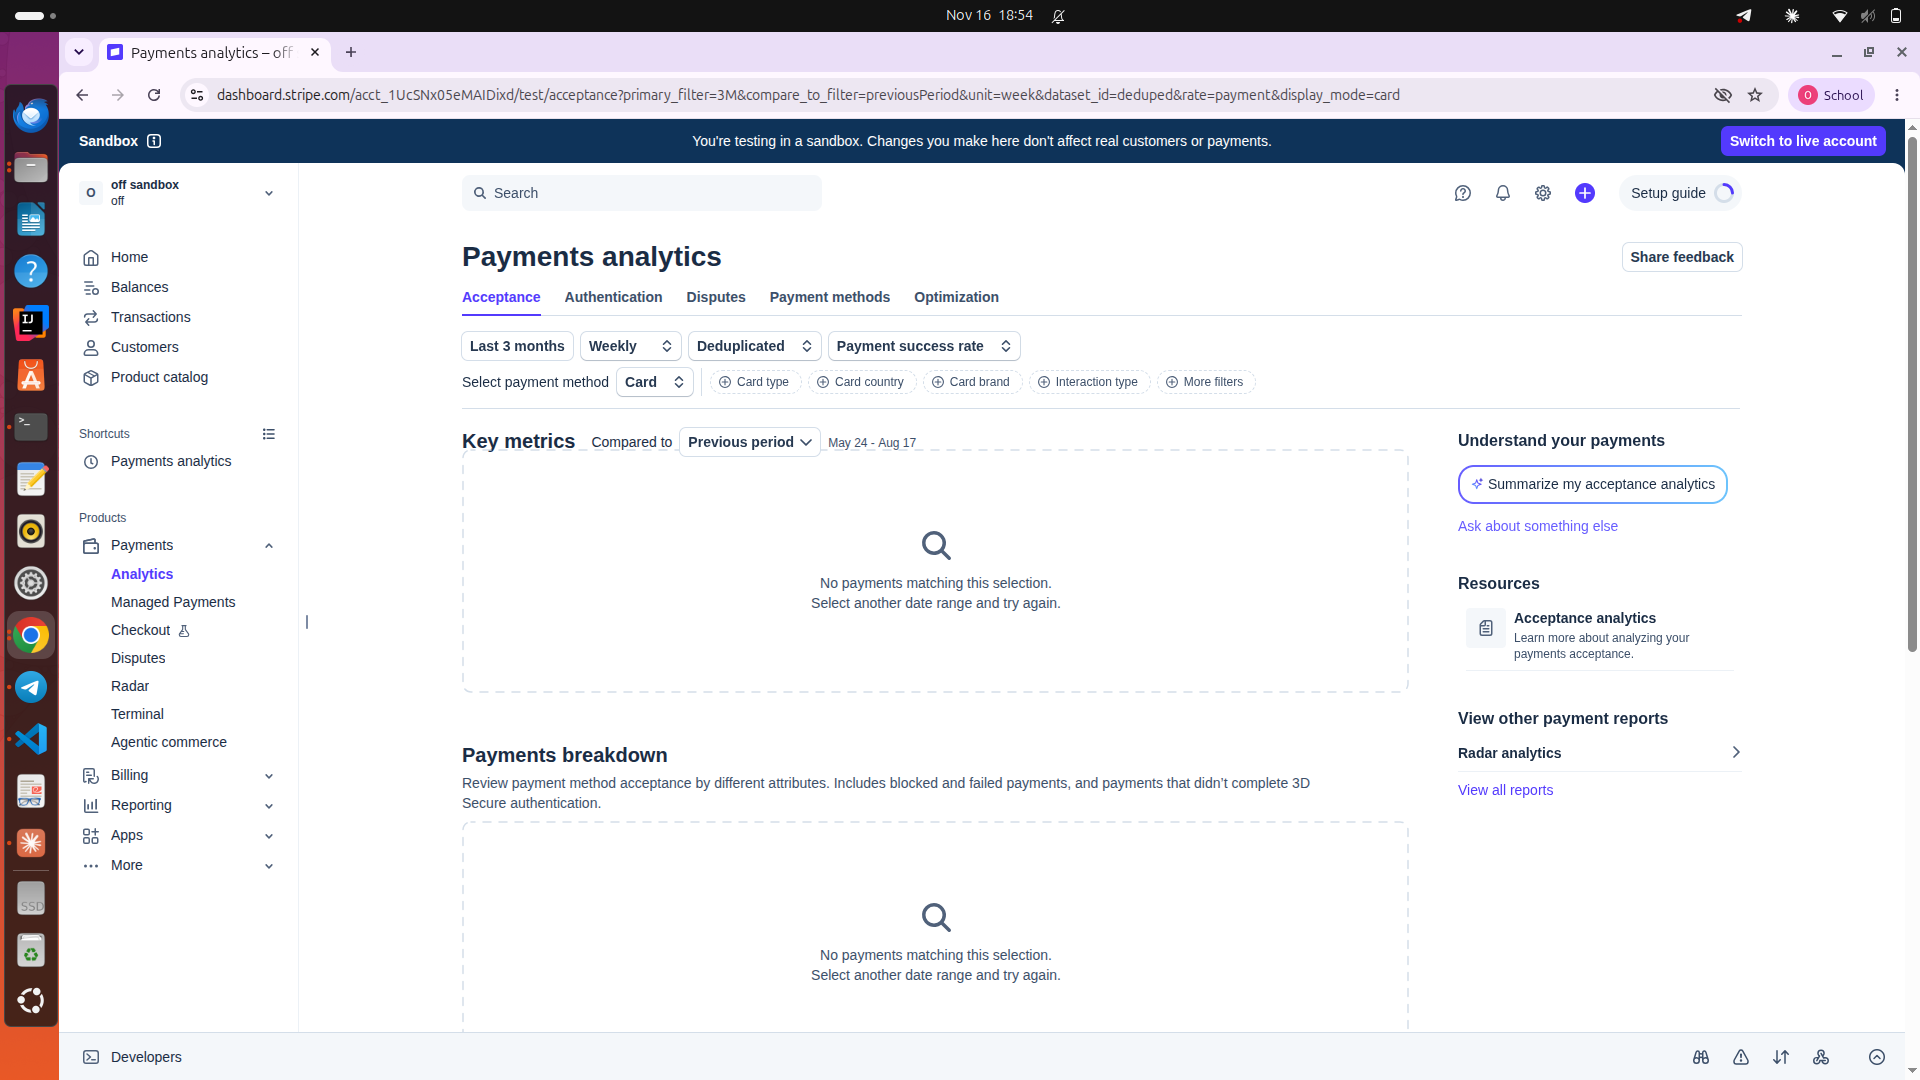 Nov 16 18:54
Payments analytics – off
dashboard.stripe.com/acct_1UcSNx05eMAIDixd/test/acceptance?primary_filter=3M&compare_to_filter=previousPeriod&unit=week&dataset_id=deduped&rate=payment&display_mode=card
O School
Sandbox
You're testing in a sandbox. Changes you make here don't affect real customers or payments.
Switch to live account
O
off sandbox
off
Search
Setup guide
Home
Balances
Transactions
Customers
Product catalog
Shortcuts
Payments analytics
Products
Payments
Analytics
Managed Payments
Checkout
Disputes
Radar
Terminal
Agentic commerce
Billing
Reporting
Apps
More
Payments analytics
Share feedback
Acceptance Authentication Disputes Payment methods Optimization
Last 3 months Weekly Deduplicated Payment success rate
Select payment method Card Card type Card country Card brand Interaction type More filters
Key metrics Compared to Previous period May 24 - Aug 17
No payments matching this selection.
Select another date range and try again.
Payments breakdown
Review payment method acceptance by different attributes. Includes blocked and failed payments, and payments that didn’t complete 3D
Secure authentication.
No payments matching this selection.
Select another date range and try again.
Understand your payments
Summarize my acceptance analytics
Ask about something else
Resources
Acceptance analytics
Learn more about analyzing your
payments acceptance.
View other payment reports
Radar analytics
View all reports
Developers
IJ
SSD